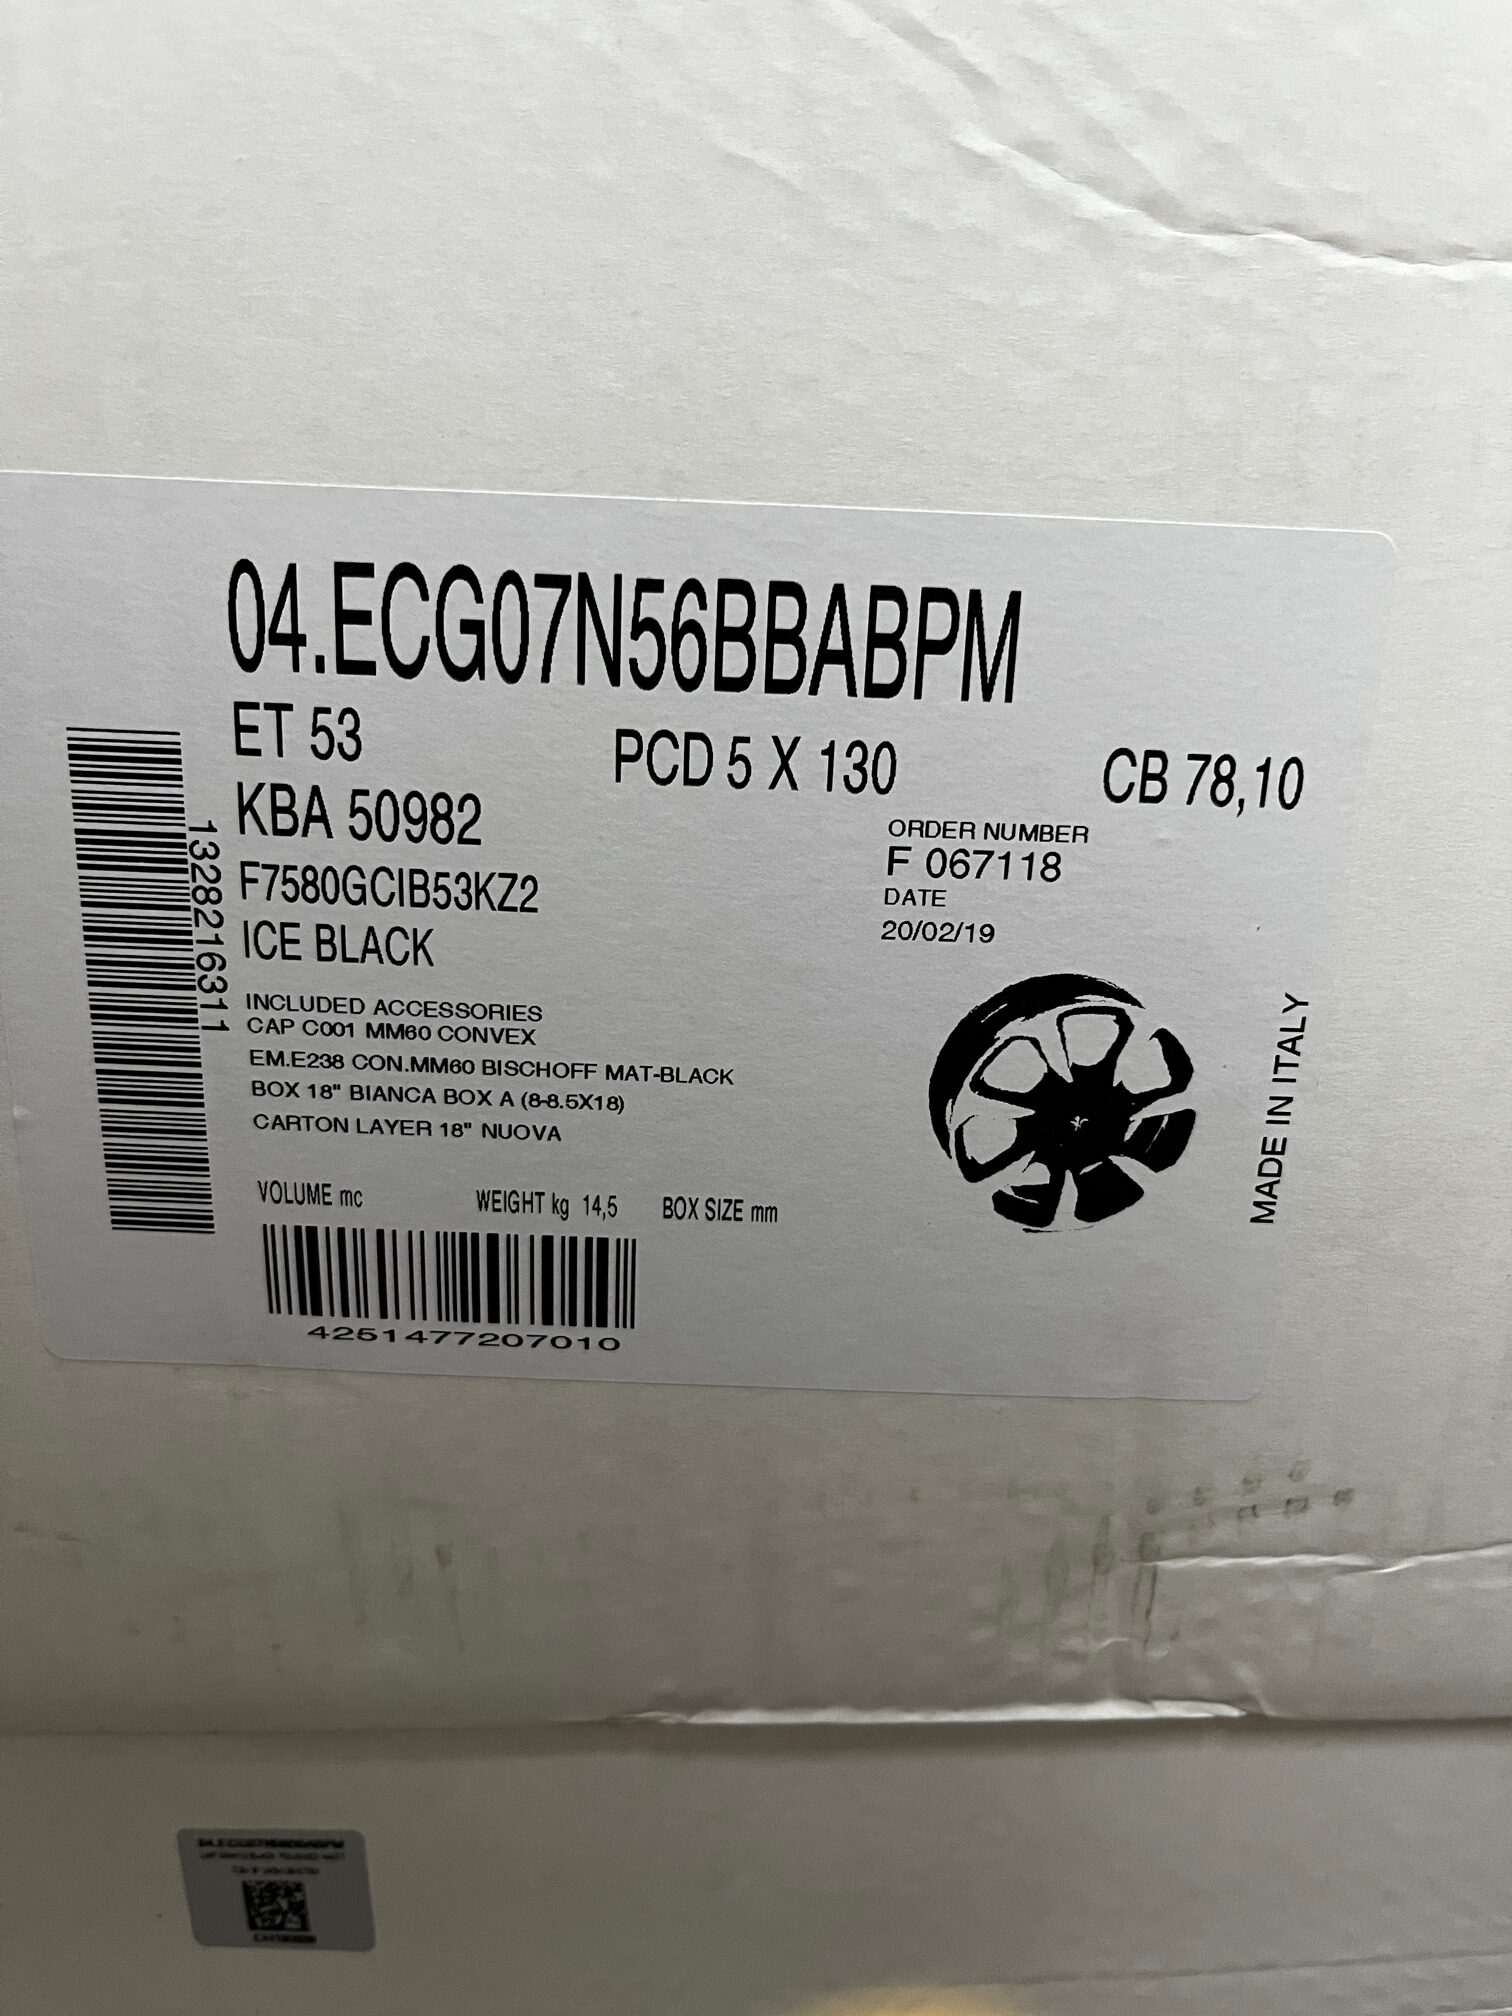 04.ECG07N56BBABPM
ET 53 PCD 5 X 130 CB 78,10
KBA 50982
F7580GCIB53KZ2
ICE BLACK
ORDER NUMBER
F 067118
DATE
20/02/19
1328216311
INCLUDED ACCESSORIES
CAP C001 MM60 CONVEX
EM.E238 CON.MM60 BISCHOFF MAT-BLACK
BOX 18" BIANCA BOX A (8-8.5X18)
CARTON LAYER 18" NUOVA
MADE IN ITALY
VOLUME mc WEIGHT kg 14,5 BOX SIZE mm
4251477207010